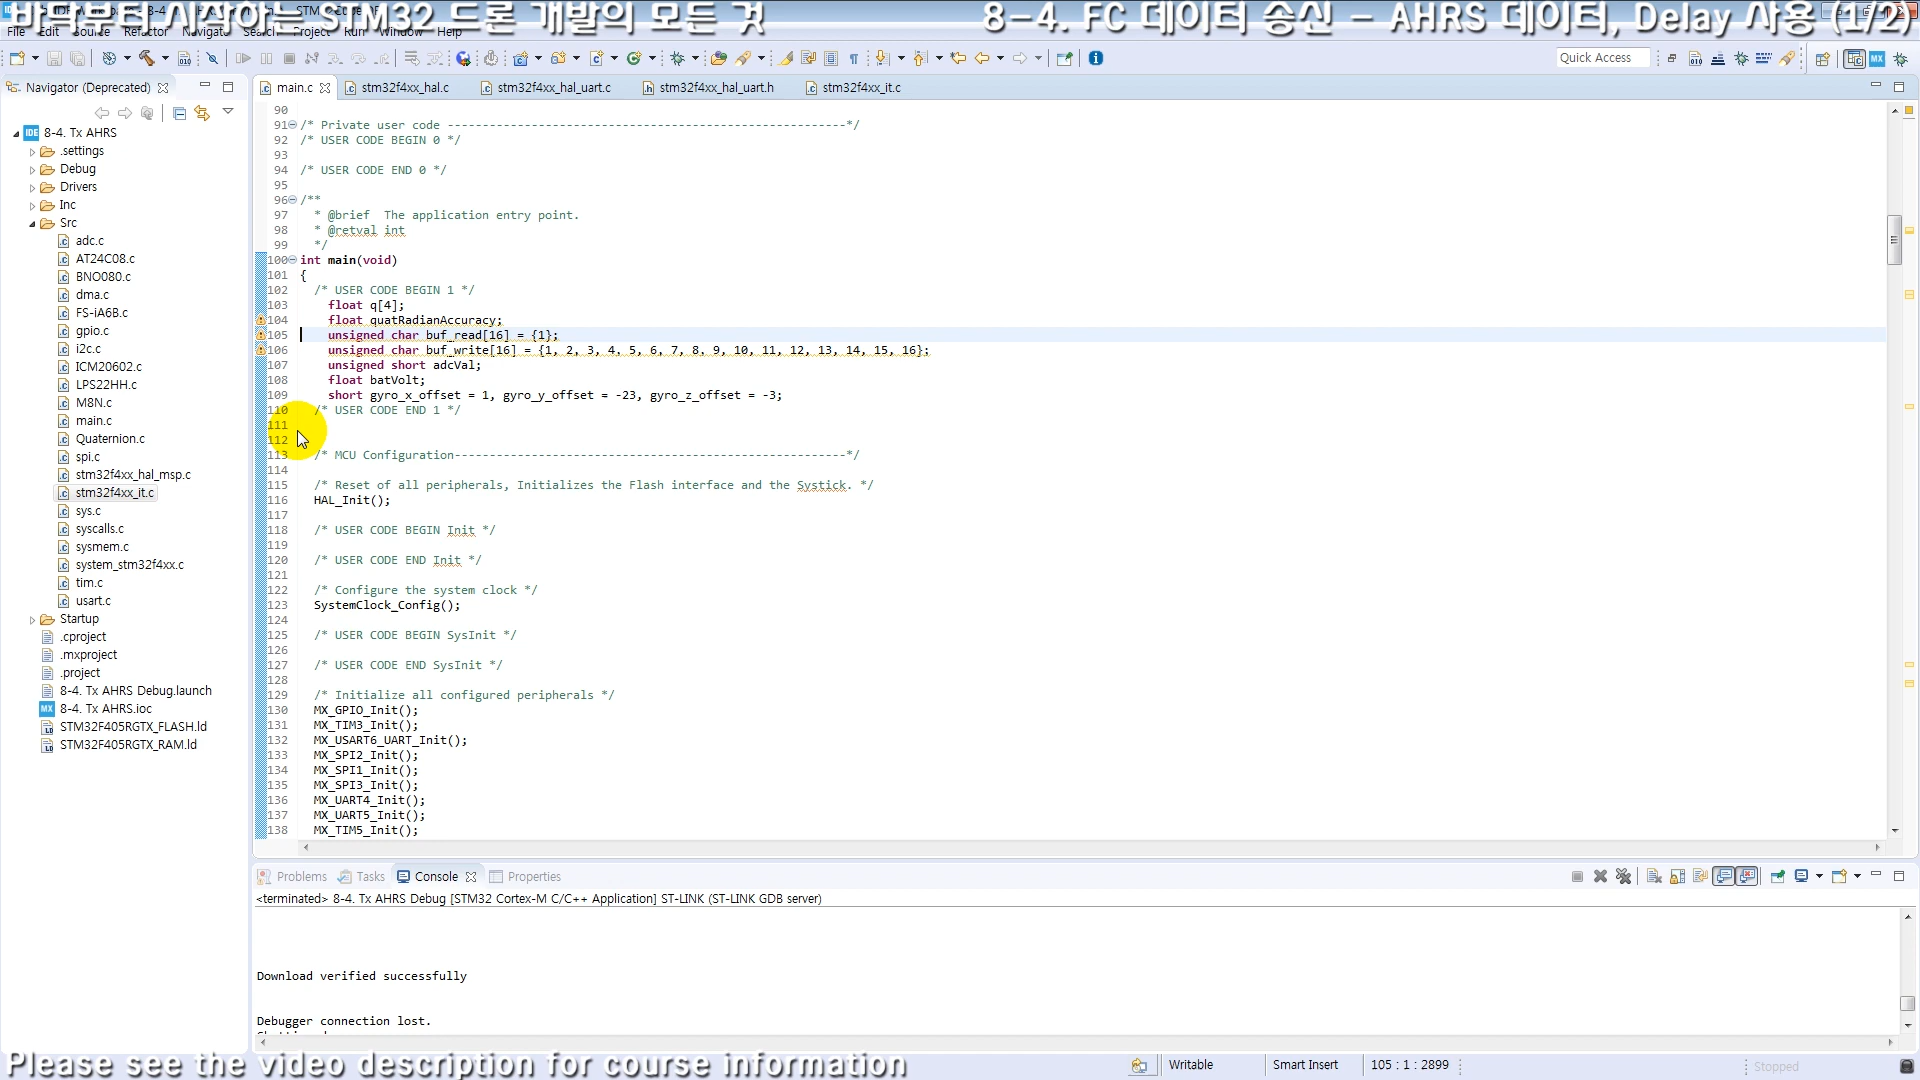 바닥부터 시작하는 STM32 드론 개발의 모든 것
8-4. FC 데이터 송신 - AHRS 데이터, Delay 사용 (1/2)
File Edit Source Refactor Navigate Search Project Run Window Help
Quick Access
Navigator (Deprecated)
main.c
stm32f4xx_hal.c
stm32f4xx_hal_uart.c
stm32f4xx_hal_uart.h
stm32f4xx_it.c
8-4. Tx AHRS
.settings
Debug
Drivers
Inc
Src
adc.c
AT24C08.c
BNO080.c
dma.c
FS-iA6B.c
gpio.c
i2c.c
ICM20602.c
LPS22HH.c
M8N.c
main.c
Quaternion.c
spi.c
stm32f4xx_hal_msp.c
stm32f4xx_it.c
sys.c
syscalls.c
sysmem.c
system_stm32f4xx.c
tim.c
usart.c
Startup
.cproject
.mxproject
.project
8-4. Tx AHRS Debug.launch
8-4. Tx AHRS.ioc
STM32F405RGTX_FLASH.ld
STM32F405RGTX_RAM.ld
90
91 /* Private user code ---------------------------------------------------------*/
92 /* USER CODE BEGIN 0 */
93
94 /* USER CODE END 0 */
95
96 /**
97 * @brief The application entry point.
98 * @retval int
99 */
100 int main(void)
101 {
102 /* USER CODE BEGIN 1 */
103 float q[4];
104 float quatRadianAccuracy;
105 unsigned char buf_read[16] = {1};
106 unsigned char buf_write[16] = {1, 2, 3, 4, 5, 6, 7, 8, 9, 10, 11, 12, 13, 14, 15, 16};
107 unsigned short adcVal;
108 float batVolt;
109 short gyro_x_offset = 1, gyro_y_offset = -23, gyro_z_offset = -3;
110 /* USER CODE END 1 */
111
112
113 /* MCU Configuration--------------------------------------------------------*/
114
115 /* Reset of all peripherals, Initializes the Flash interface and the Systick. */
116 HAL_Init();
117
118 /* USER CODE BEGIN Init */
119
120 /* USER CODE END Init */
121
122 /* Configure the system clock */
123 SystemClock_Config();
124
125 /* USER CODE BEGIN SysInit */
126
127 /* USER CODE END SysInit */
128
129 /* Initialize all configured peripherals */
130 MX_GPIO_Init();
131 MX_TIM3_Init();
132 MX_USART6_UART_Init();
133 MX_SPI2_Init();
134 MX_SPI1_Init();
135 MX_SPI3_Init();
136 MX_UART4_Init();
137 MX_UART5_Init();
138 MX_TIM5_Init();
Problems Tasks Console Properties
<terminated> 8-4. Tx AHRS Debug [STM32 Cortex-M C/C++ Application] ST-LINK (ST-LINK GDB server)
Download verified successfully
Debugger connection lost.
Please see the video description for course information
Writable
Smart Insert
105 : 1 : 2899
Stopped